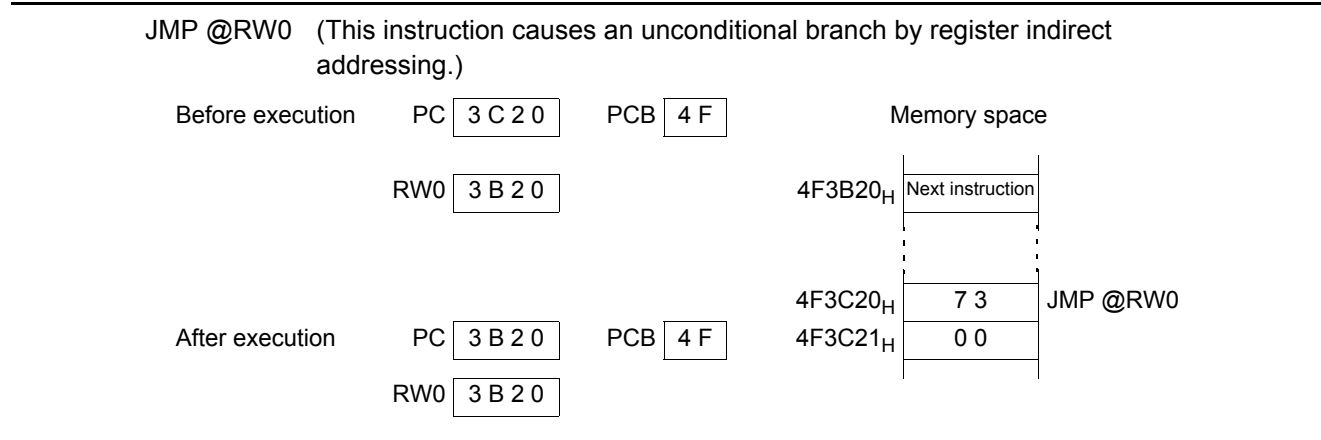 JMP @RW0 (This instruction causes an unconditional branch by register indirect
addressing.)
Before execution PC 3 C 2 0 PCB 4 F Memory space
RW0 3 B 2 0 4F3B20H Next instruction
4F3C20H 7 3 JMP @RW0
After execution PC 3 B 2 0 PCB 4 F 4F3C21H 0 0
RW0 3 B 2 0